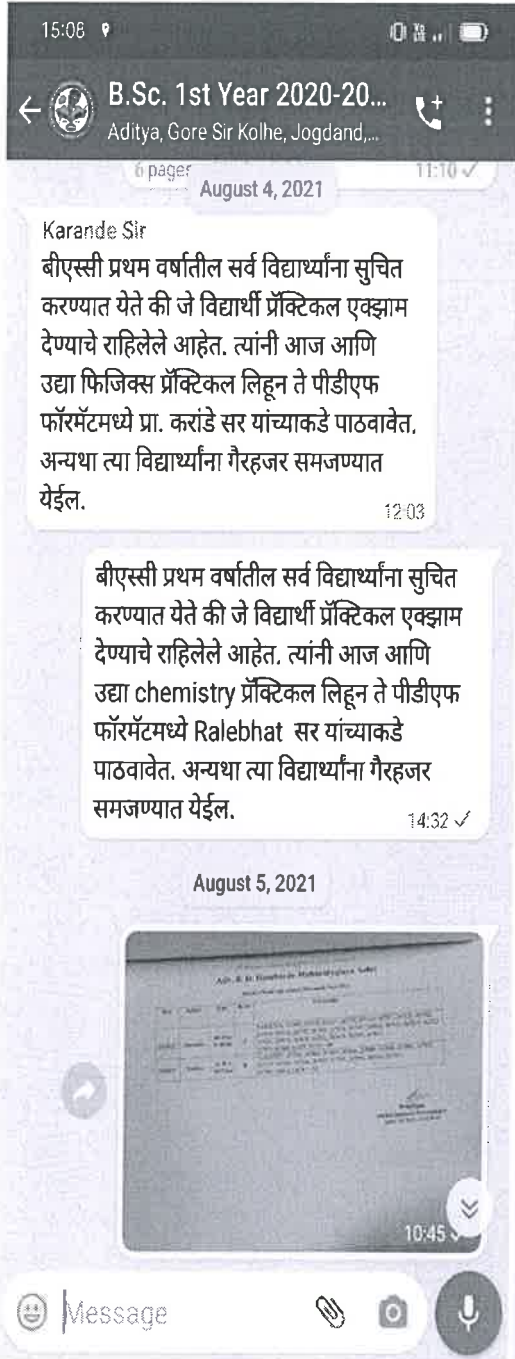 15:08
B.Sc. 1st Year 2020-20...
Aditya, Gore Sir Kolhe, Jogdand,...
6 pages
11:10
August 4, 2021
Karande Sir
बीएस्सी प्रथम वर्षातील सर्व विद्यार्थ्यांना सुचित
करण्यात येते की जे विद्यार्थी प्रॅक्टिकल एक्झाम
देण्याचे राहिलेले आहेत. त्यांनी आज आणि
उद्या फिजिक्स प्रॅक्टिकल लिहून ते पीडीएफ
फॉरमॅटमध्ये प्रा. करांडे सर यांच्याकडे पाठवावेत.
अन्यथा त्या विद्यार्थ्यांना गैरहजर समजण्यात
येईल.
12:03
बीएस्सी प्रथम वर्षातील सर्व विद्यार्थ्यांना सुचित
करण्यात येते की जे विद्यार्थी प्रॅक्टिकल एक्झाम
देण्याचे राहिलेले आहेत. त्यांनी आज आणि
उद्या chemistry प्रॅक्टिकल लिहून ते पीडीएफ
फॉरमॅटमध्ये Ralebhat सर यांच्याकडे
पाठवावेत. अन्यथा त्या विद्यार्थ्यांना गैरहजर
समजण्यात येईल.
14:32
August 5, 2021
10:45
Message